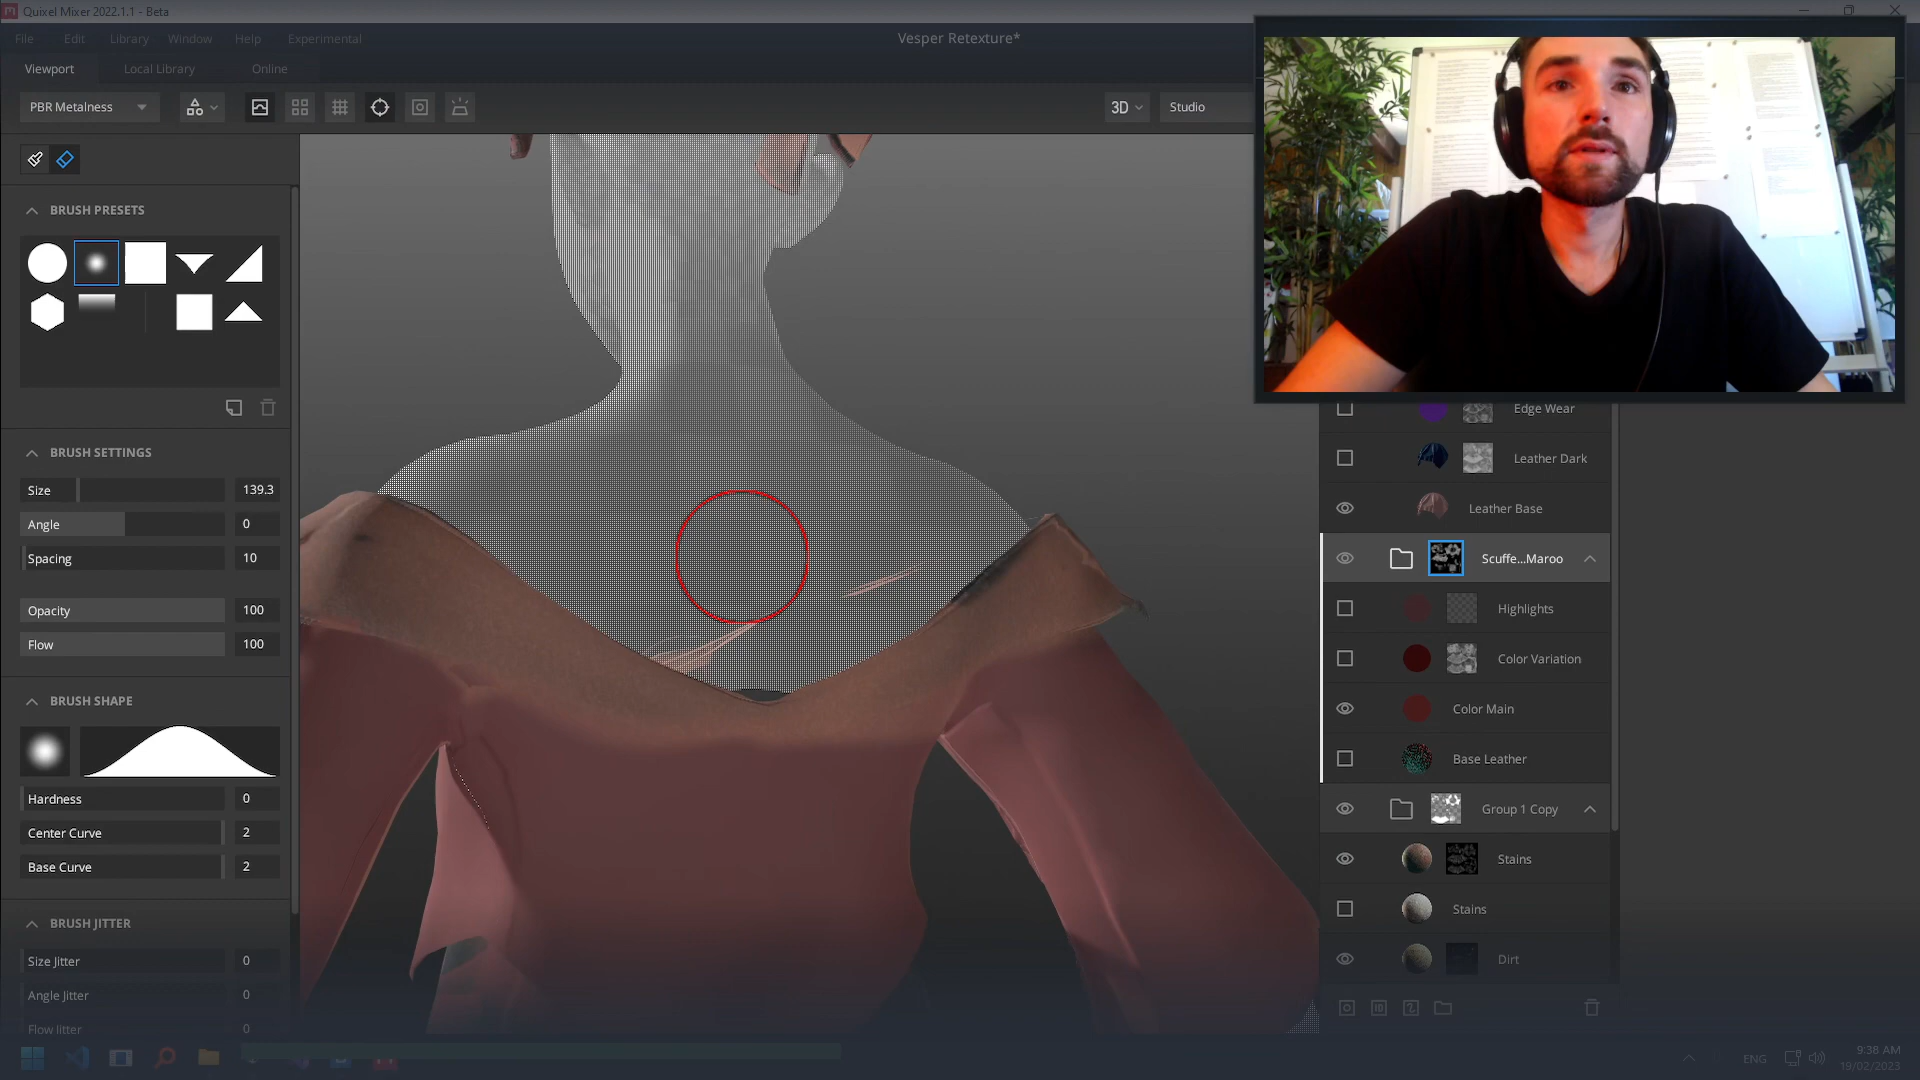 Quixel Mixer 2022.1.1 - Beta
File Edit Library Window Help Experimental
Vesper Retexture*
Viewport Local Library Online
PBR Metalness
3D Studio
BRUSH PRESETS
BRUSH SETTINGS
Size 139.3
Angle 0
Spacing 10
Opacity 100
Flow 100
BRUSH SHAPE
Hardness 0
Center Curve 2
Base Curve 2
BRUSH JITTER
Size Jitter 0
Angle Jitter 0
Flow Jitter 0
Edge Wear
Leather Dark
Leather Base
Scuffe...Maroo
Highlights
Color Variation
Color Main
Base Leather
Group 1 Copy
Stains
Stains
Dirt
ENG
9:38 AM
19/02/2023